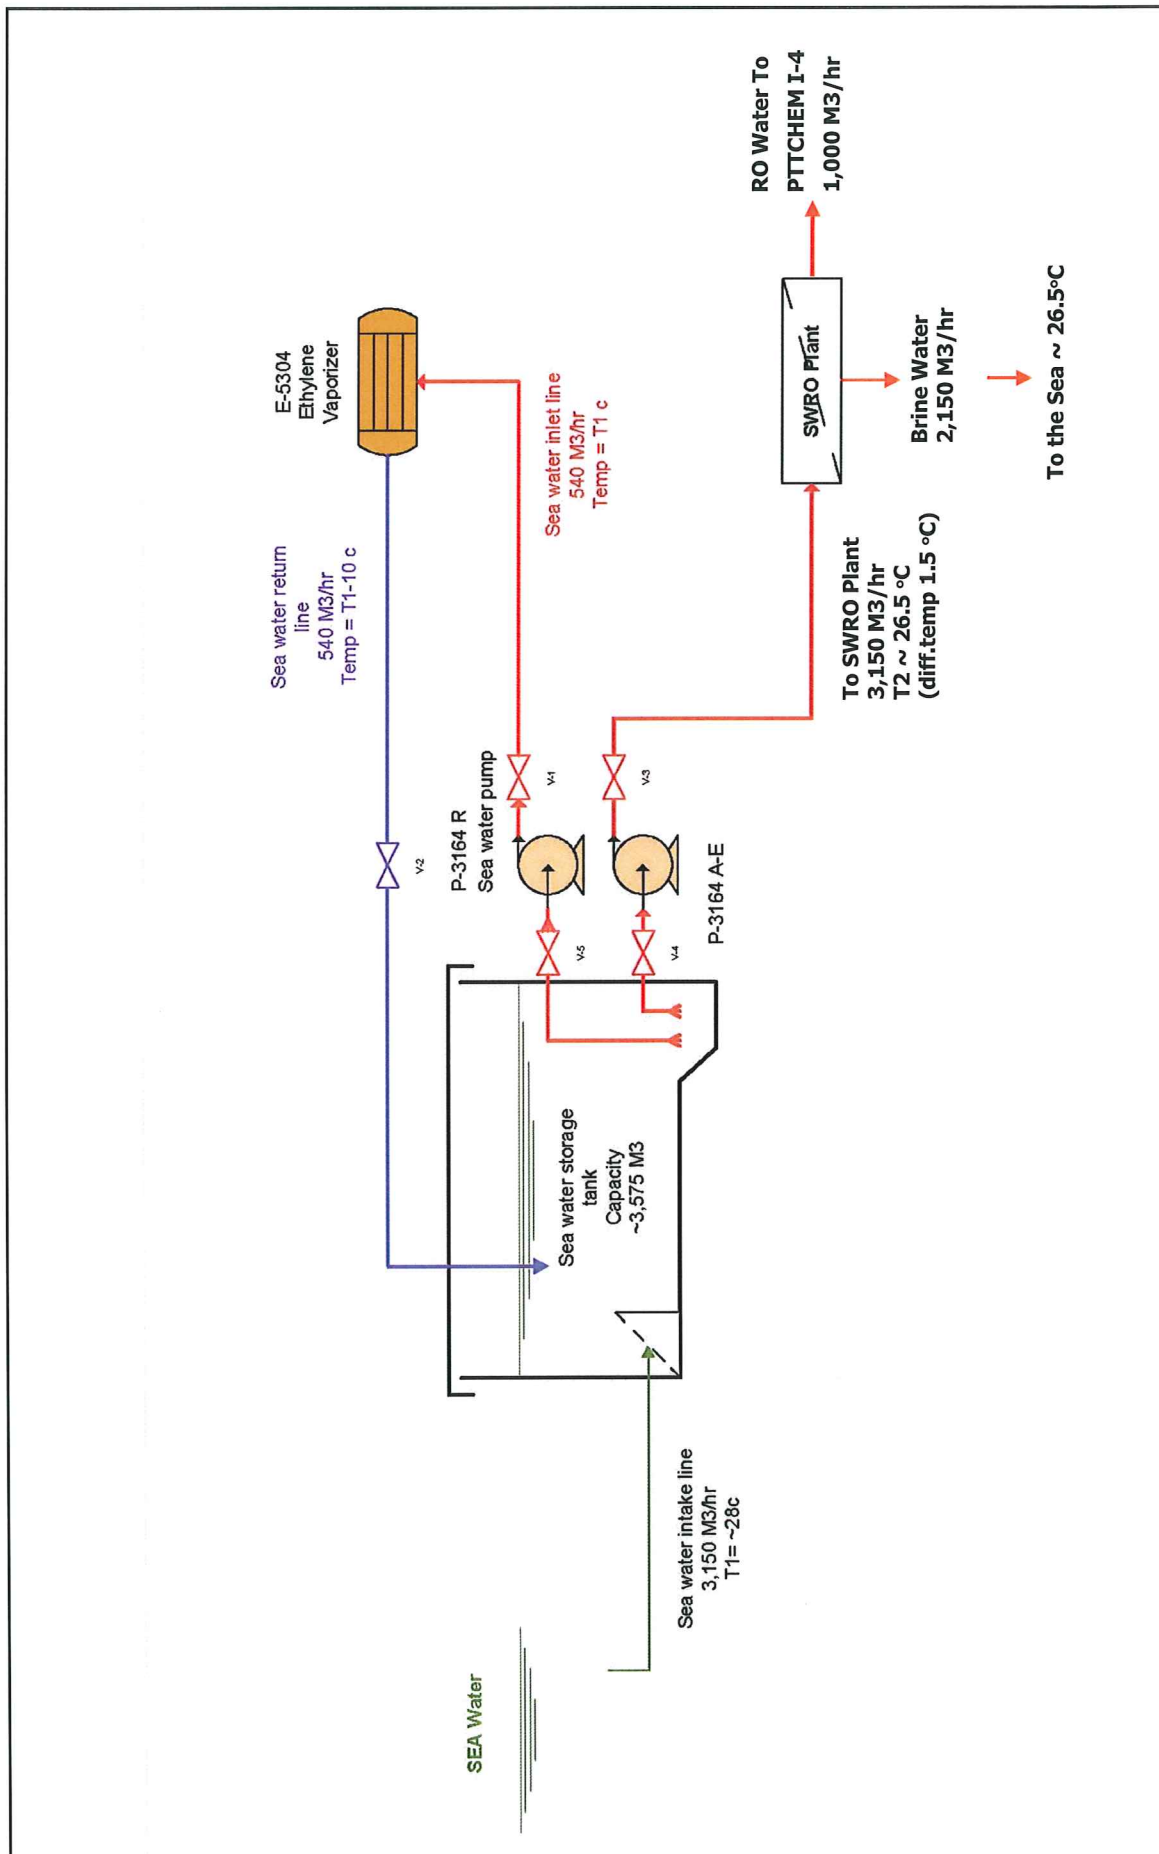 SEA Water
Sea water intake line
3,150 M3/hr
T1= ~28c
Sea water storage
tank
Capacity
~3,575 M3
Sea water return
line
540 M3/hr
Temp = T1-10 c
V-2
E-5304
Ethylene
Vaporizer
P-3164 R
Sea water pump
V-5
V-1
Sea water inlet line
540 M3/hr
Temp = T1 c
V-4
V-3
P-3164 A-E
To SWRO Plant
3,150 M3/hr
T2 ~ 26.5 °C
(diff.temp 1.5 °C)
SWRO Plant
RO Water To
PTTCHEM I-4
1,000 M3/hr
Brine Water
2,150 M3/hr
To the Sea ~ 26.5°C